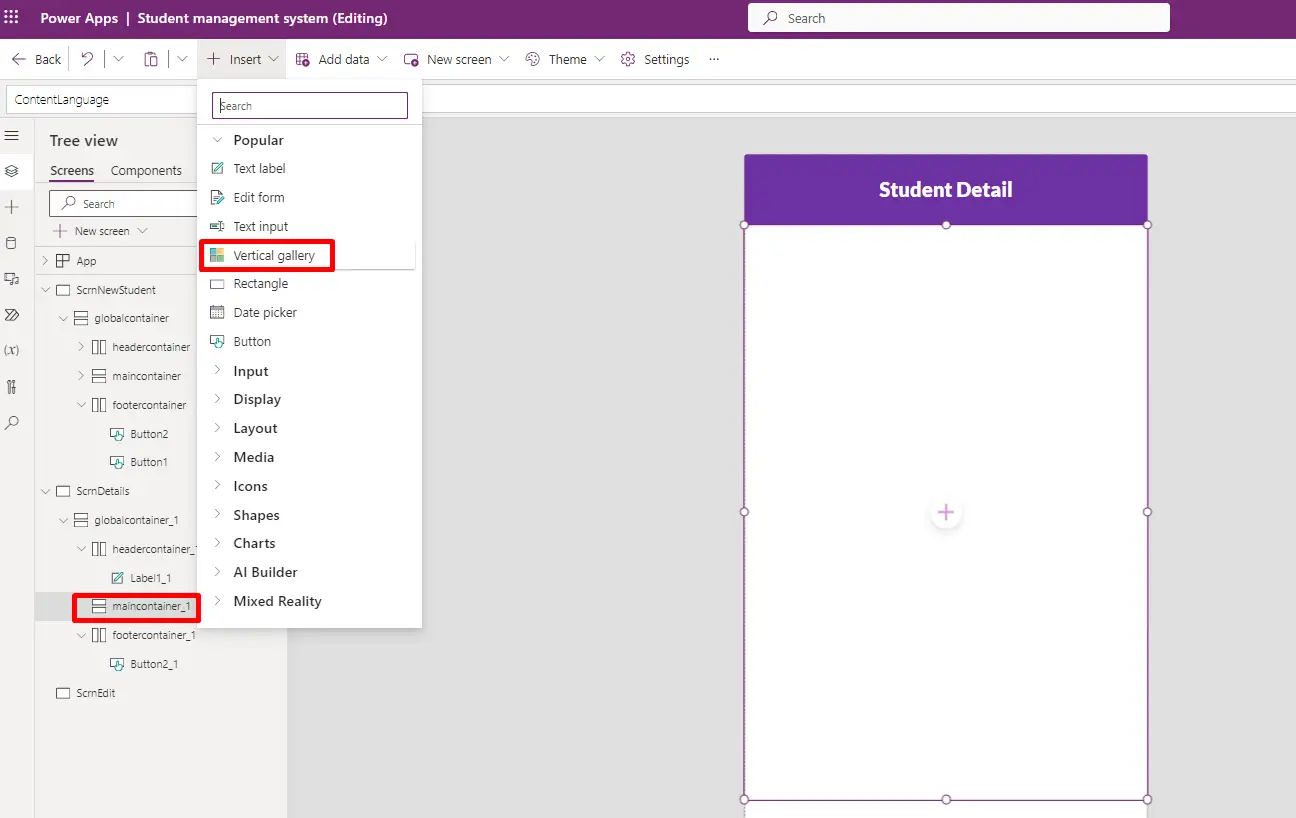 Power Apps | Student management system (Editing)
Search
Back
Insert
Add data
New screen
Theme
Settings
...
ContentLanguage
Search
Tree view
Screens Components
Search
New screen
App
ScrnNewStudent
globalcontainer
headercontainer
maincontainer
footercontainer
Button2
Button1
ScrnDetails
globalcontainer_1
headercontainer_1
Label1_1
maincontainer_1
footercontainer_1
Button2_1
ScrnEdit
Popular
Text label
Edit form
Text input
Vertical gallery
Rectangle
Date picker
Button
Input
Display
Layout
Media
Icons
Shapes
Charts
AI Builder
Mixed Reality
Student Detail